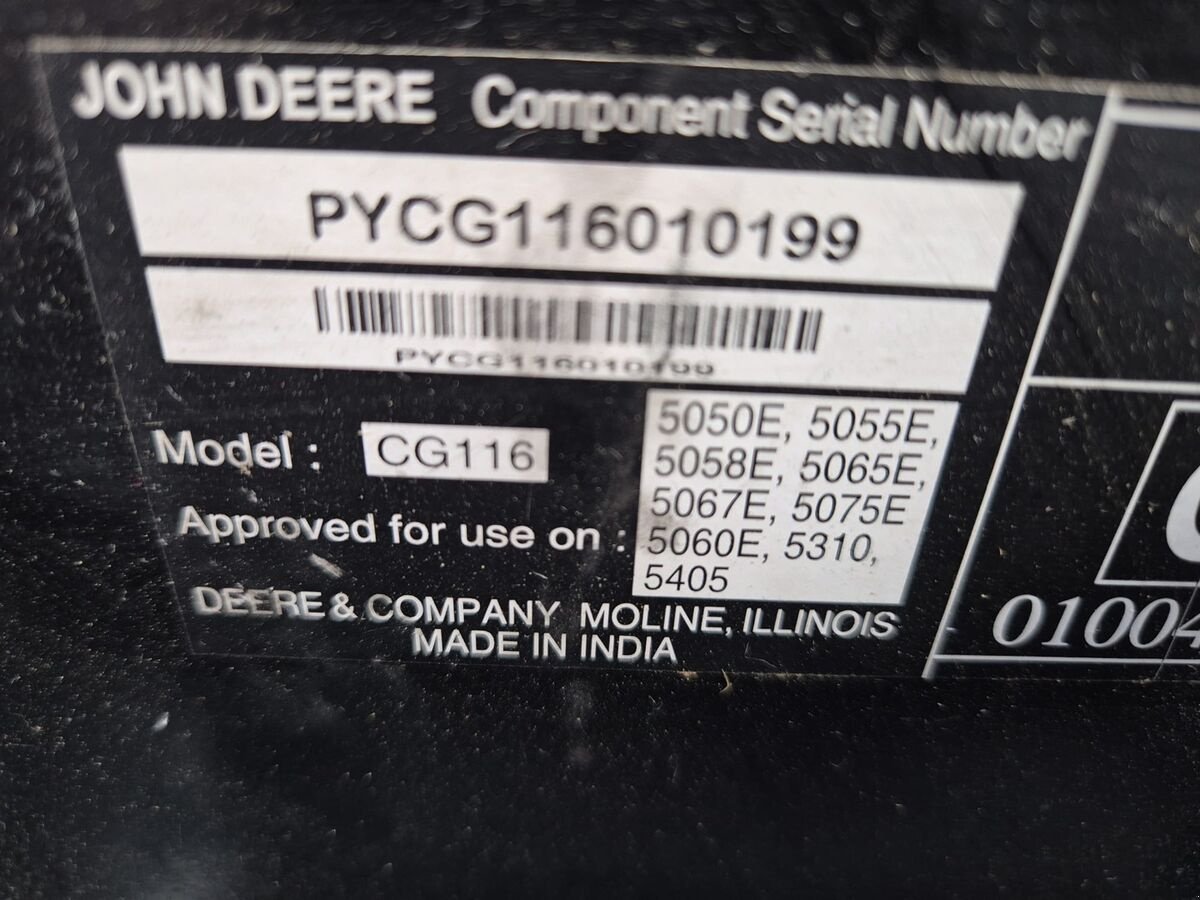 JOHN DEERE Component Serial Number
PYCG116010199
PYCG116010199
Model : CG116
Approved for use on :
5050E, 5055E,
5058E, 5065E,
5067E, 5075E
5060E, 5310,
5405
DEERE & COMPANY MOLINE, ILLINOIS
MADE IN INDIA
01004